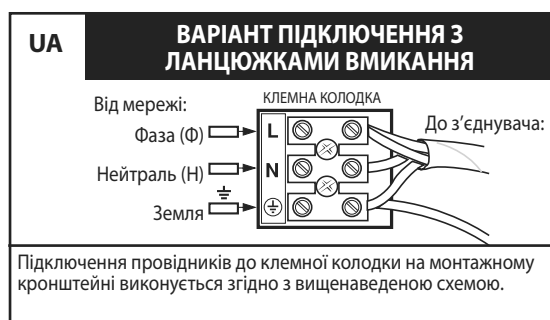 UA
ВАРІАНТ ПІДКЛЮЧЕННЯ З
ЛАНЦЮЖКАМИ ВМИКАННЯ
Від мережі:
КЛЕМНА КОЛОДКА
Фаза (Ф)
L
До з’єднувача:
Нейтраль (Н)
N
Земля
Підключення провідників до клемної колодки на монтажному
кронштейні виконується згідно з вищенаведеною схемою.